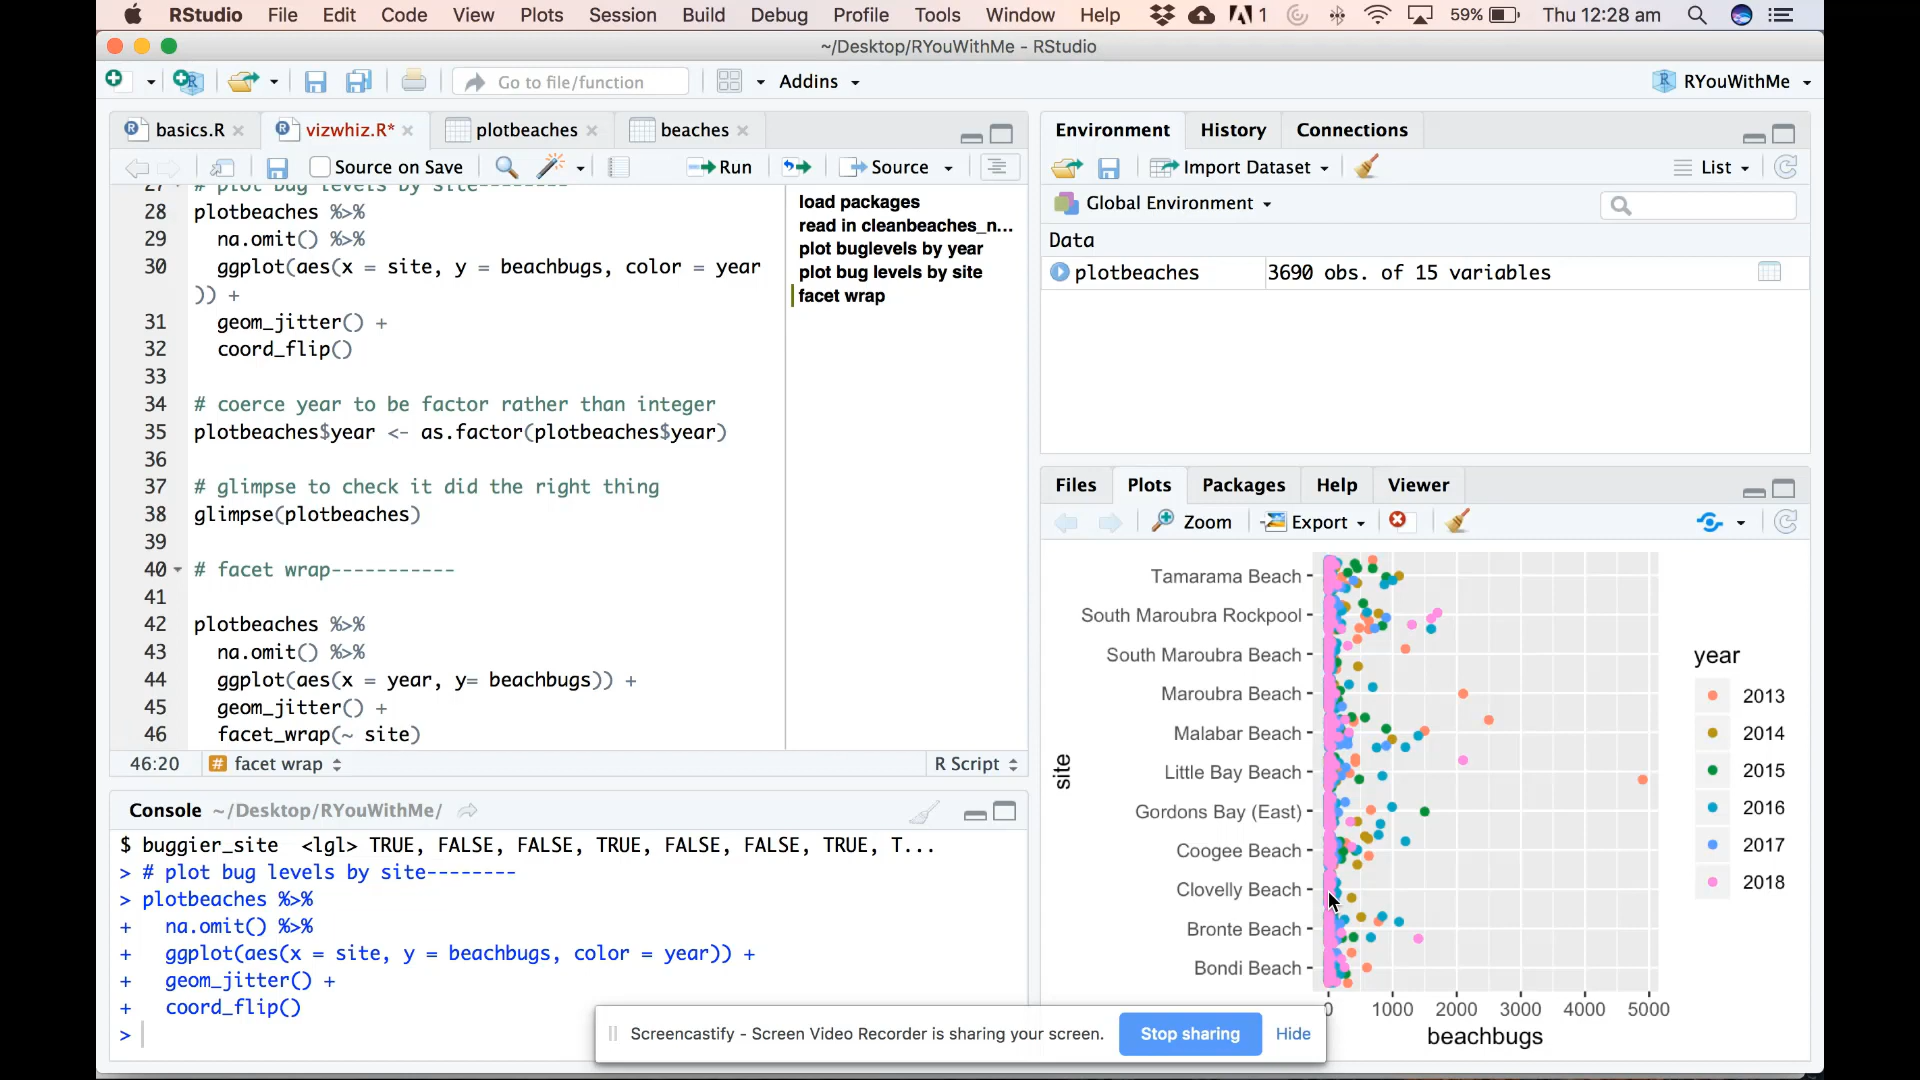 RStudio File Edit Code View Plots Session Build Debug Profile Tools Window Help 1 59% Thu 12:28 am
~/Desktop/RYouWithMe - RStudio
Go to file/function Addins RYouWithMe
basics.R vizwhiz.R* plotbeaches beaches
Source on Save Run Source
27 # plot bug levels by site--------
28 plotbeaches %>%
29 na.omit() %>%
30 ggplot(aes(x = site, y = beachbugs, color = year
)) +
31 geom_jitter() +
32 coord_flip()
33
34 # coerce year to be factor rather than integer
35 plotbeaches$year <- as.factor(plotbeaches$year)
36
37 # glimpse to check it did the right thing
38 glimpse(plotbeaches)
39
40 # facet wrap-----------
41
42 plotbeaches %>%
43 na.omit() %>%
44 ggplot(aes(x = year, y= beachbugs)) +
45 geom_jitter() +
46 facet_wrap(~ site)
load packages
read in cleanbeaches_n...
plot buglevels by year
plot bug levels by site
facet wrap
46:20 # facet wrap R Script
Console ~/Desktop/RYouWithMe/
$ buggier_site <lgl> TRUE, FALSE, FALSE, TRUE, FALSE, FALSE, TRUE, T...
> # plot bug levels by site--------
> plotbeaches %>%
+ na.omit() %>%
+ ggplot(aes(x = site, y = beachbugs, color = year)) +
+ geom_jitter() +
+ coord_flip()
>
Environment History Connections
Import Dataset List
Global Environment
Data
plotbeaches 3690 obs. of 15 variables
Files Plots Packages Help Viewer
Zoom Export
Tamarama Beach
South Maroubra Rockpool
South Maroubra Beach
Maroubra Beach
Malabar Beach
Little Bay Beach
Gordons Bay (East)
Coogee Beach
Clovelly Beach
Bronte Beach
Bondi Beach
site
0 1000 2000 3000 4000 5000
beachbugs
year
2013
2014
2015
2016
2017
2018
Screencastify - Screen Video Recorder is sharing your screen. Stop sharing Hide